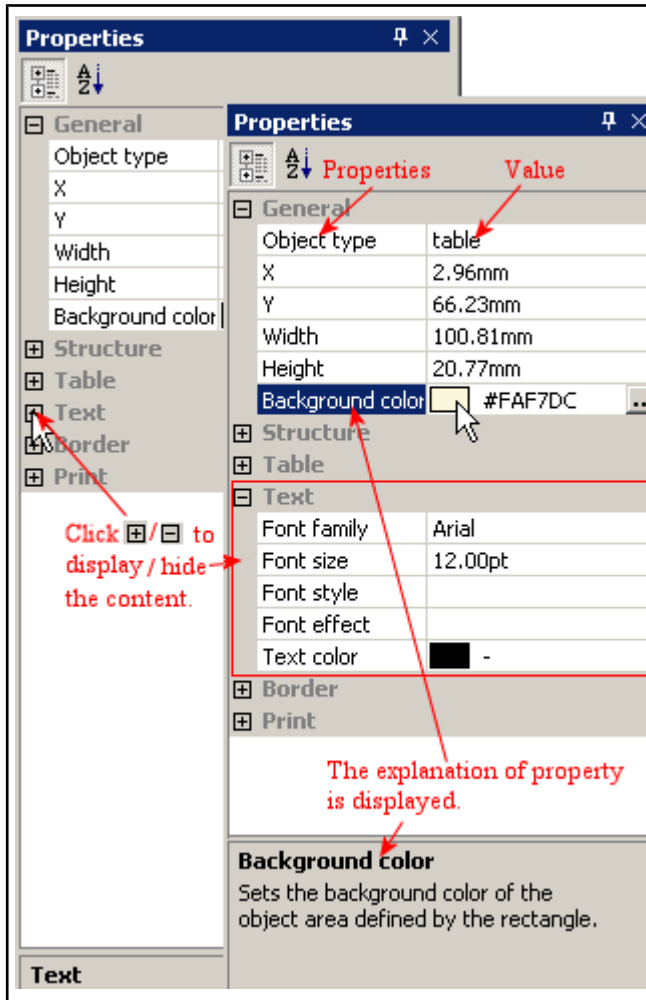 Properties
A
Z
General
Object type
X
Y
Width
Height
Background color
Structure
Table
Text
Border
Print
Click + / - to
display / hide
the content.
Text
Properties
A
Z
Properties Value
General
Object type table
X 2.96mm
Y 66.23mm
Width 100.81mm
Height 20.77mm
Background color #FAF7DC ...
Structure
Table
Text
Font family Arial
Font size 12.00pt
Font style
Font effect
Text color -
Border
Print
The explanation of property
is displayed.
Background color
Sets the background color of the
object area defined by the rectangle.